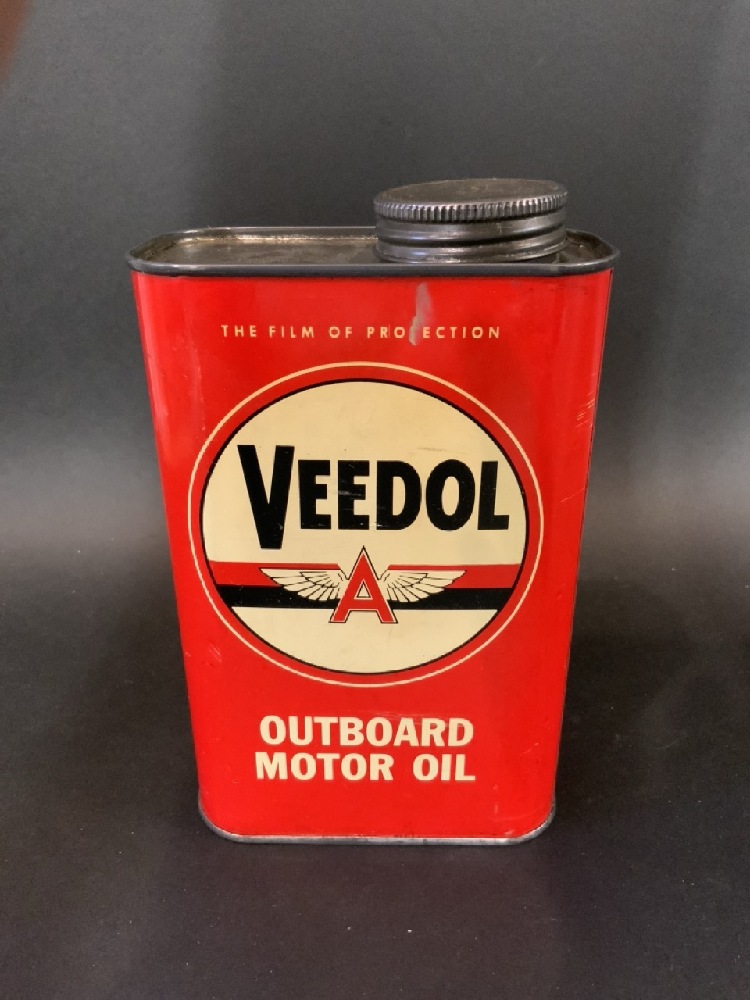 THE FILM OF PROTECTION
VEEDOL
A
OUTBOARD
MOTOR OIL